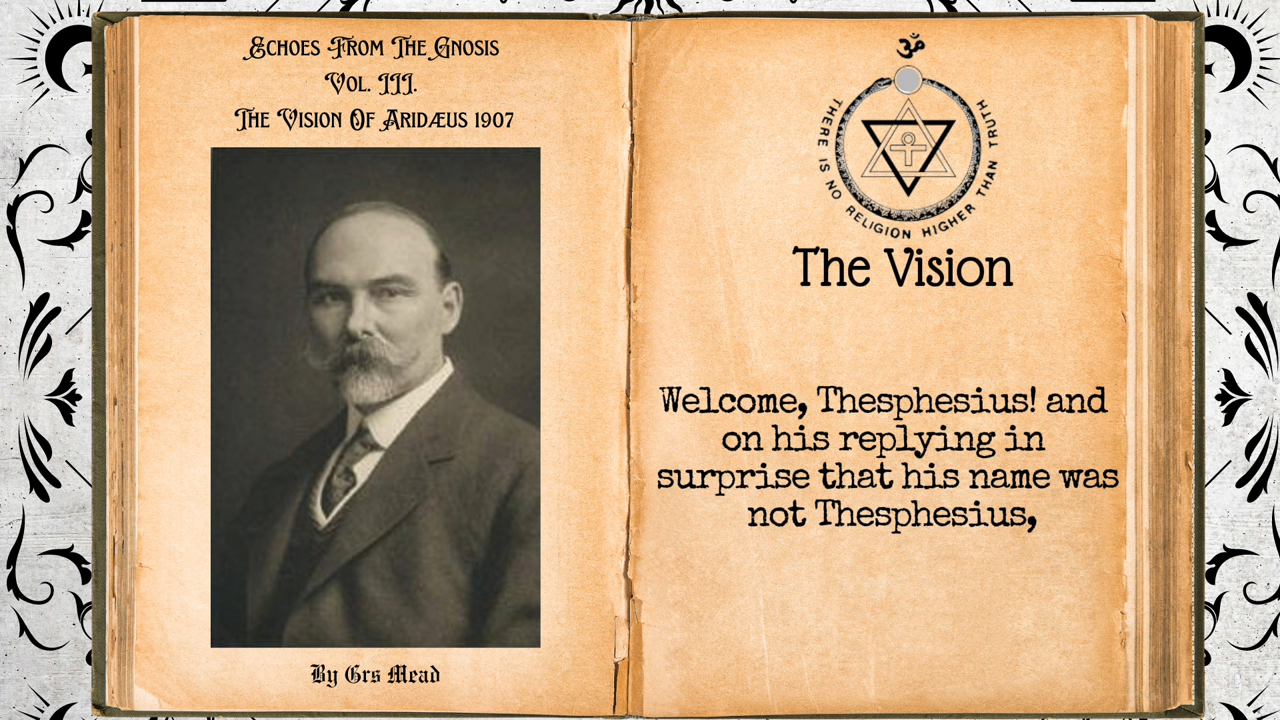 Echoes From The Gnosis
Vol. III.
The Vision Of Aridæus 1907
By Grs Mead
ॐ
THERE IS NO RELIGION HIGHER THAN TRUTH
The Vision
Welcome, Thesphesius! and
on his replying in
surprise that his name was
not Thesphesius,